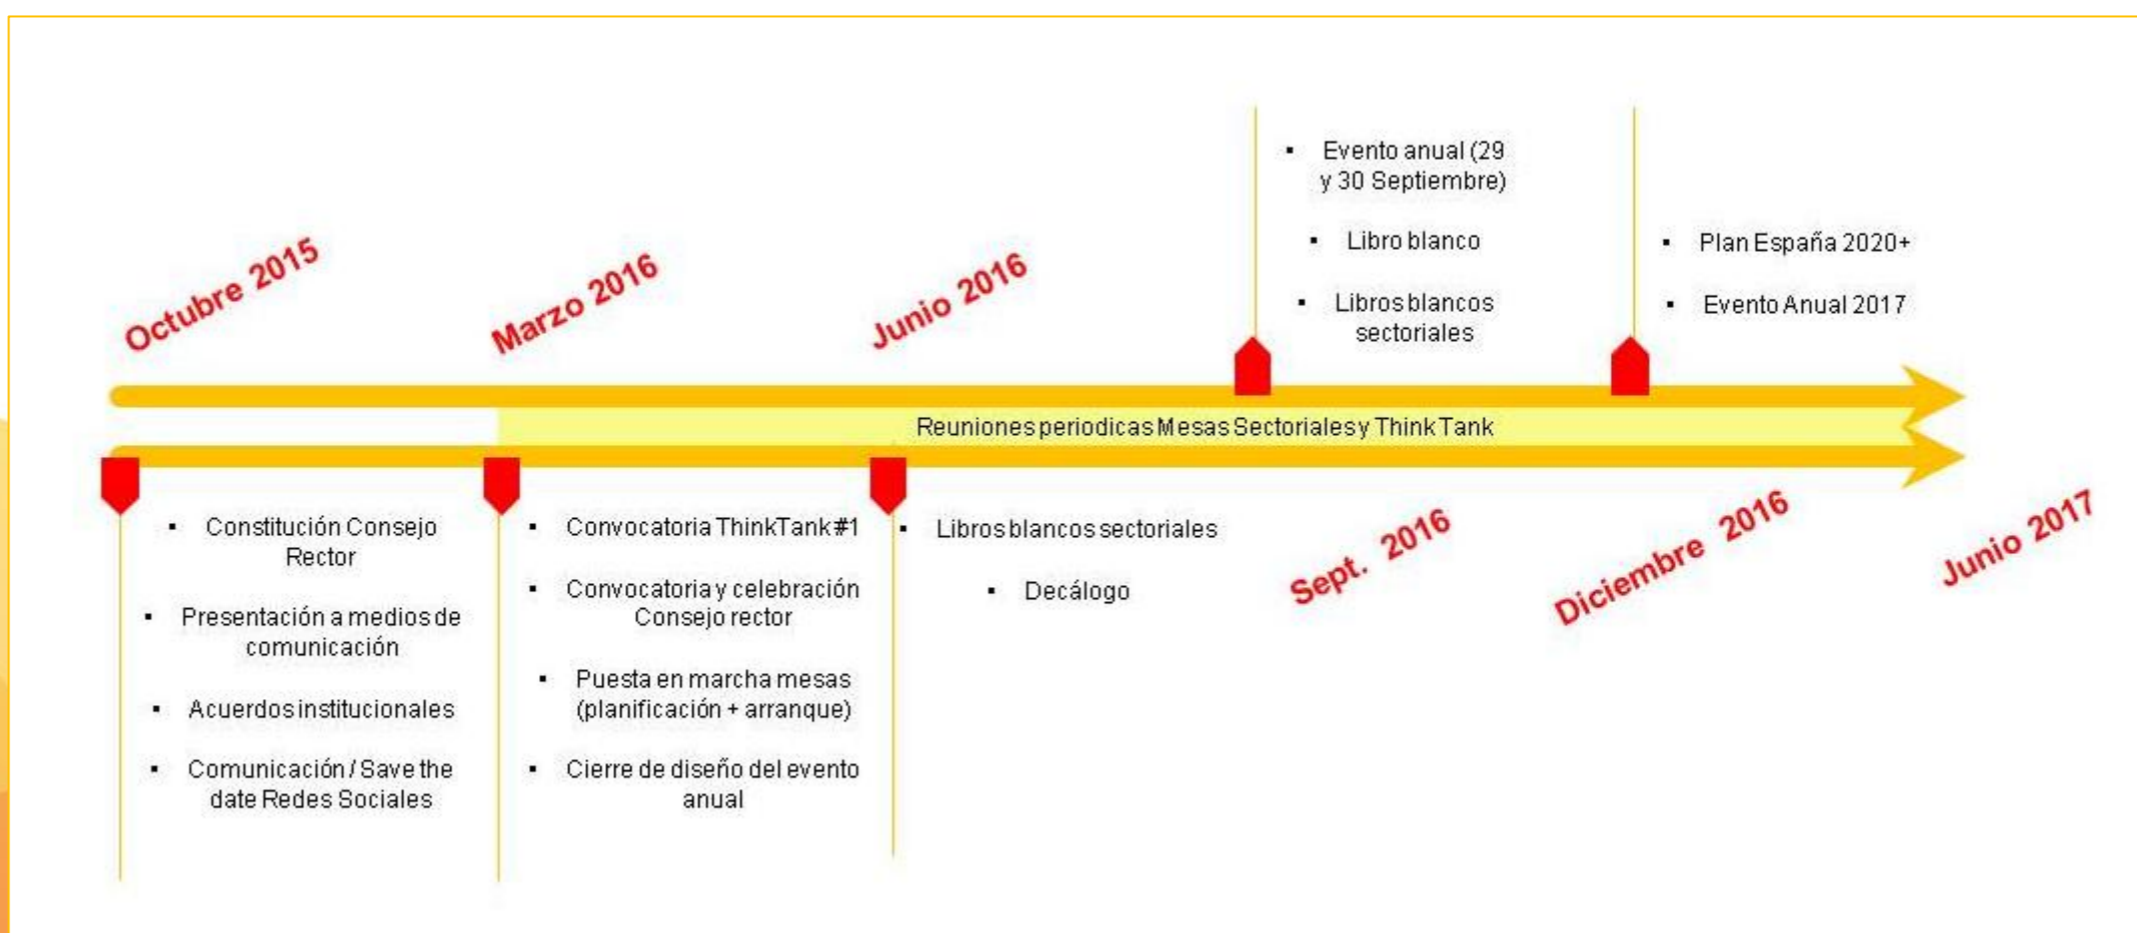 Octubre 2015
Marzo 2016
Junio 2016
▪ Evento anual (29
y 30 Septiembre)
▪ Libro blanco
▪ Libros blancos
sectoriales
▪ Plan España 2020+
▪ Evento Anual 2017
Reuniones periodicas Mesas Sectoriales y Think Tank
▪ Constitución Consejo
Rector
▪ Presentación a medios de
comunicación
▪ Acuerdos institucionales
▪ Comunicación / Save the
date Redes Sociales
▪ Convocatoria ThinkTank #1
▪ Convocatoria y celebración
Consejo rector
▪ Puesta en marcha mesas
(planificación + arranque)
▪ Cierre de diseño del evento
anual
▪ Libros blancos sectoriales
▪ Decálogo
Sept. 2016
Diciembre 2016
Junio 2017